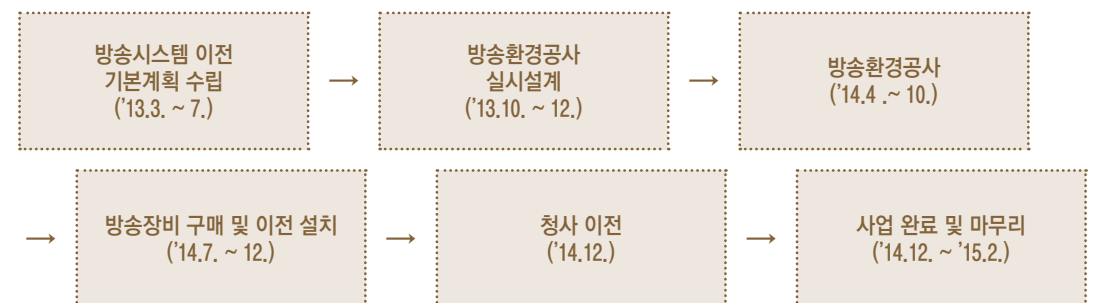 방송시스템 이전
기본계획 수립
(’13.3. ~ 7.)
→
방송환경공사
실시설계
(’13.10. ~ 12.)
→
방송환경공사
(’14.4 .~ 10.)
→
방송장비 구매 및 이전 설치
(’14.7. ~ 12.)
→
청사 이전
(’14.12.)
→
사업 완료 및 마무리
(’14.12. ~ ’15.2.)